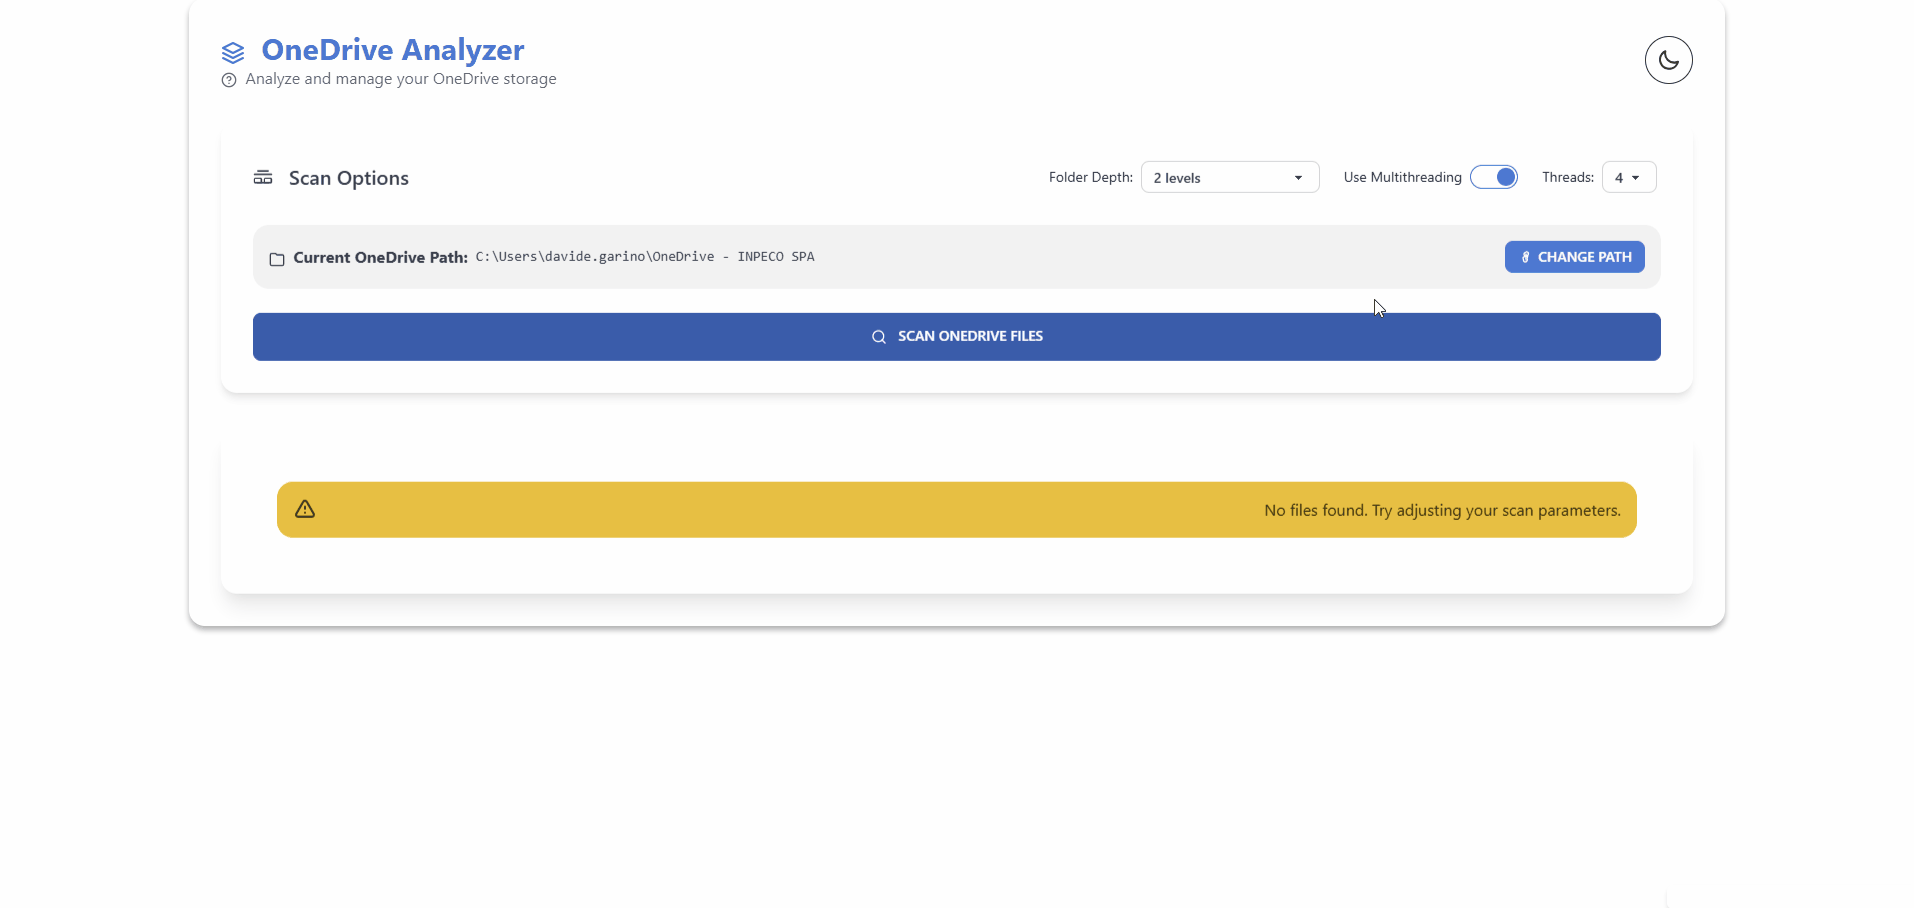 OneDrive Analyzer
Analyze and manage your OneDrive storage
Scan Options
Folder Depth: 2 levels Use Multithreading Threads: 4
Current OneDrive Path: C:\Users\davide.garino\OneDrive - INPECO SPA
CHANGE PATH
SCAN ONEDRIVE FILES
No files found. Try adjusting your scan parameters.